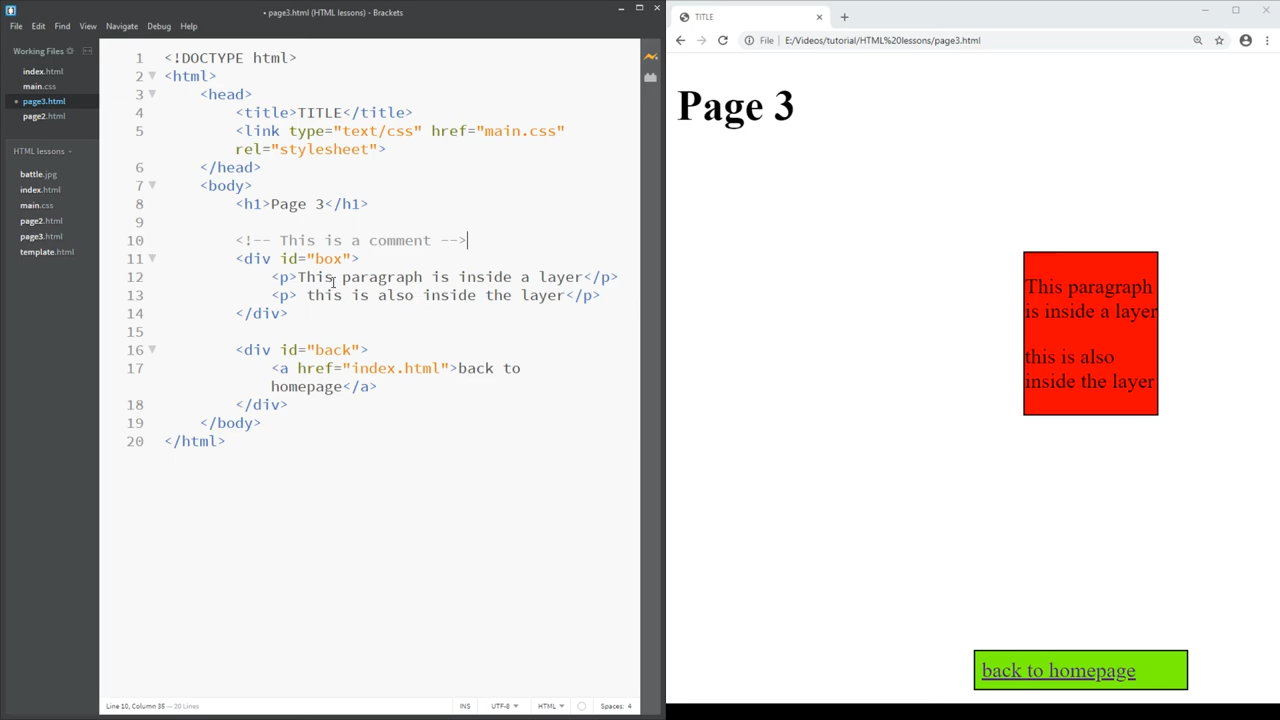 • page3.html (HTML lessons) - Brackets
File Edit Find View Navigate Debug Help
Working Files
index.html
main.css
• page3.html
page2.html
HTML lessons
battle.jpg
index.html
main.css
page2.html
page3.html
template.html
1 <!DOCTYPE html>
2 <html>
3 <head>
4 <title>TITLE</title>
5 <link type="text/css" href="main.css"
rel="stylesheet">
6 </head>
7 <body>
8 <h1>Page 3</h1>
9
10 <!-- This is a comment -->
11 <div id="box">
12 <p>This paragraph is inside a layer</p>
13 <p> this is also inside the layer</p>
14 </div>
15
16 <div id="back">
17 <a href="index.html">back to
homepage</a>
18 </div>
19 </body>
20 </html>
Line 10, Column 35 — 20 Lines
INS UTF-8 HTML Spaces: 4
TITLE
File E:/Videos/tutorial/HTML%20lessons/page3.html
Page 3
This paragraph
is inside a layer
this is also
inside the layer
back to homepage